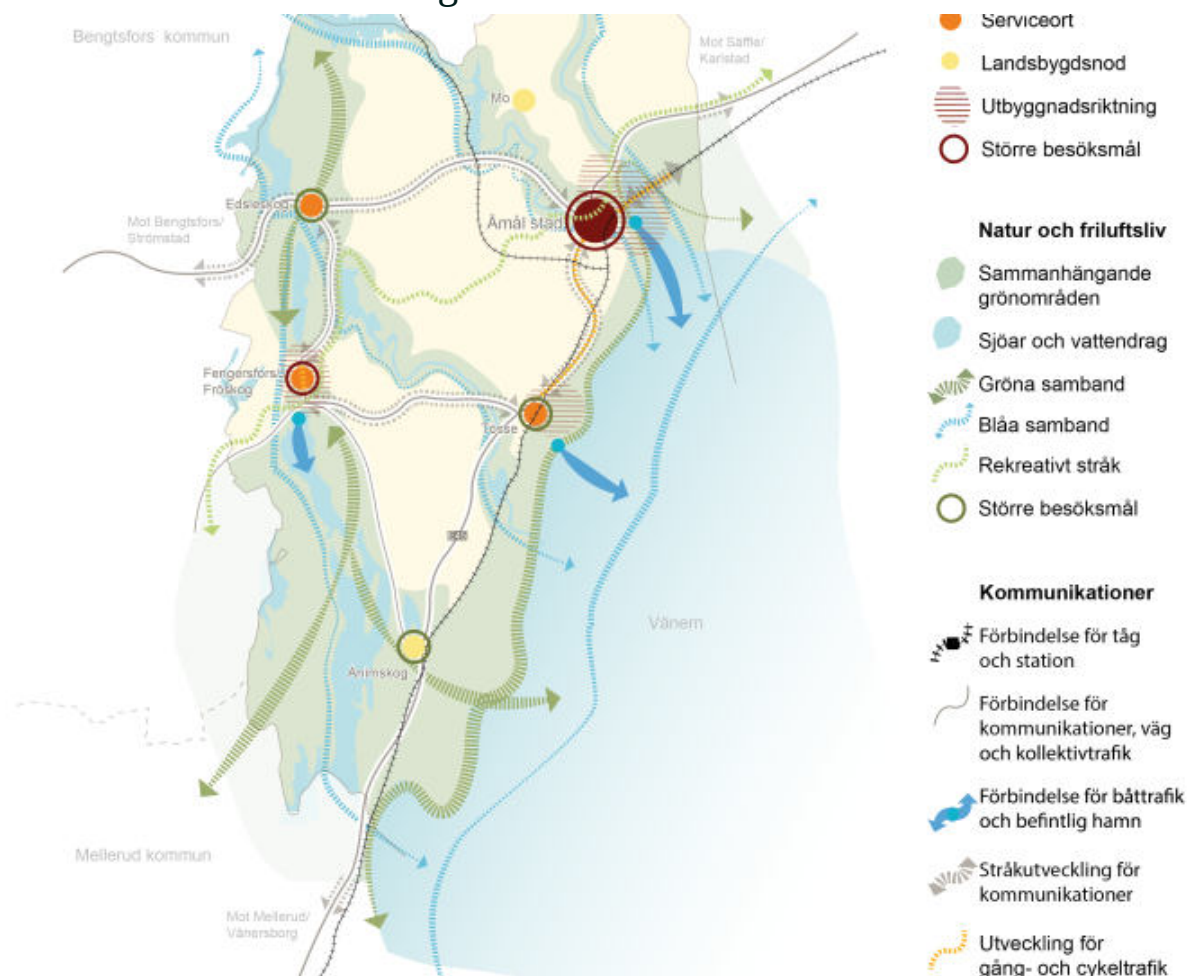 Bengtsfors kommun
Mot Säffle/
Karlstad
Mo
Edsleskog
Åmål stad
Mot Bengtsfors/
Strömstad
Fengersfors/
Fröskog
Tösse
E45
Vänern
Ånimskog
Mellerud kommun
Mot Mellerud/
Vänersborg
Serviceort
Landsbygdsnod
Utbyggnadsriktning
Större besöksmål
Natur och friluftsliv
Sammanhängande
grönområden
Sjöar och vattendrag
Gröna samband
Blåa samband
Rekreativt stråk
Större besöksmål
Kommunikationer
Förbindelse för tåg
och station
Förbindelse för
kommunikationer, väg
och kollektivtrafik
Förbindelse för båttrafik
och befintlig hamn
Stråkutveckling för
kommunikationer
Utveckling för
gång- och cykeltrafik